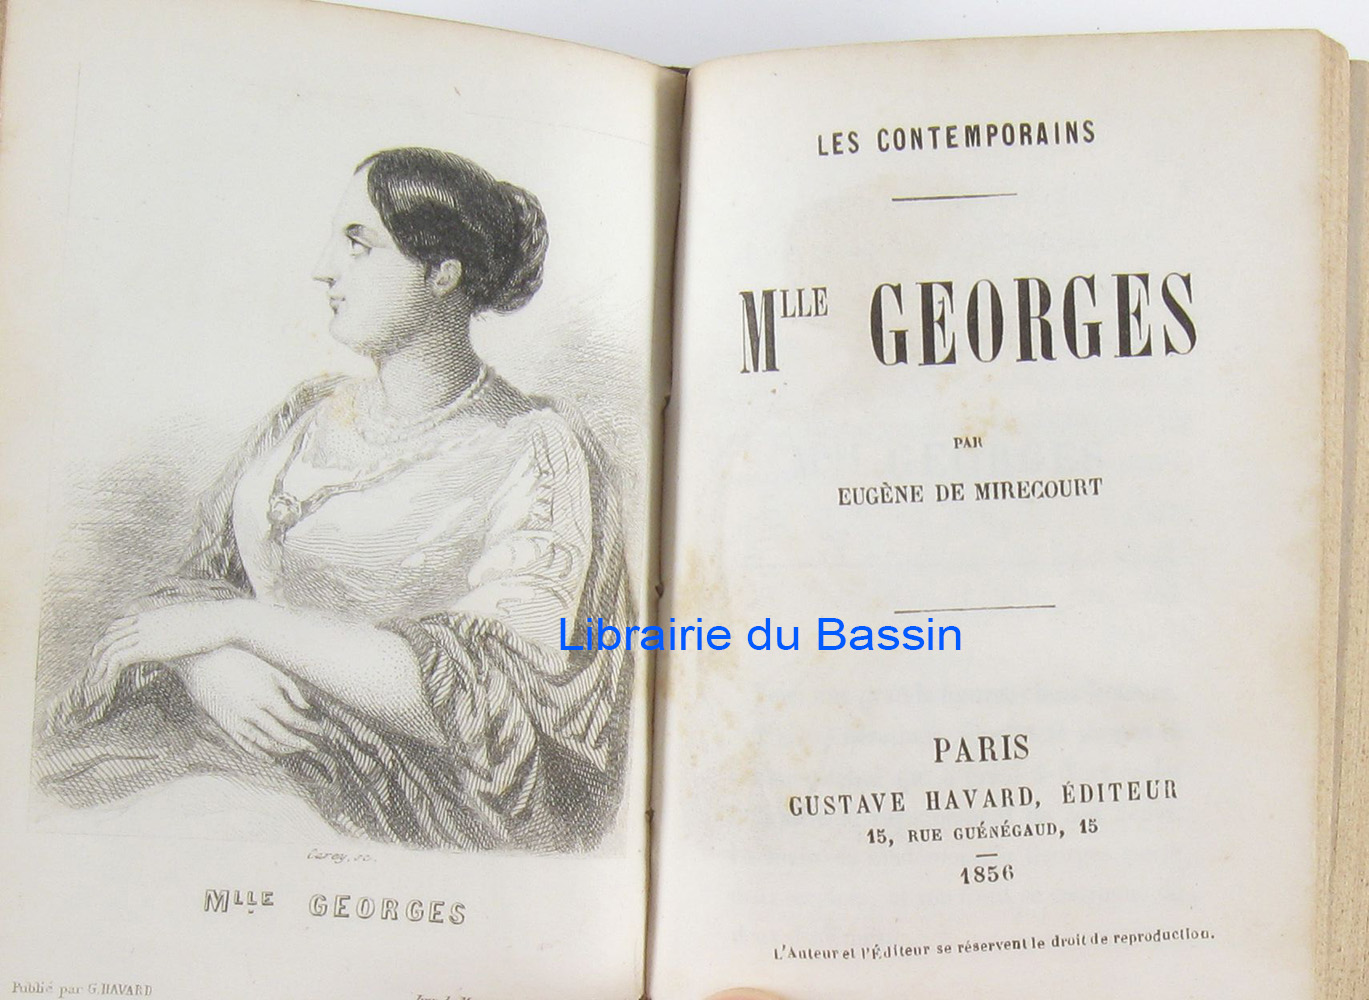 Carey, sc.
Mlle GEORGES
Publié par G. HAVARD
LES CONTEMPORAINS
Mlle GEORGES
PAR
EUGÈNE DE MIRECOURT
Librairie du Bassin
PARIS
GUSTAVE HAVARD, ÉDITEUR
15, RUE GUÉNÉGAUD, 15
1856
L'Auteur et l'Éditeur se réservent le droit de reproduction.